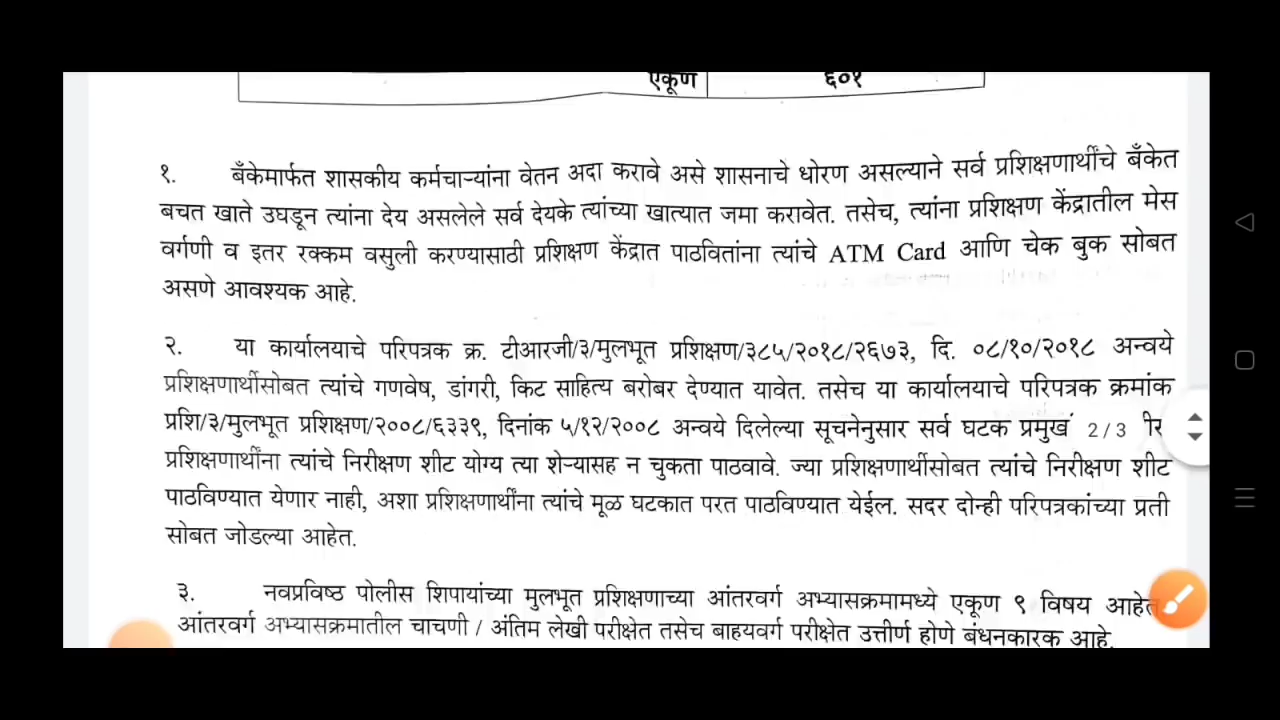 एकूण ६०१
१. बँकेमार्फत शासकीय कर्मचाऱ्यांना वेतन अदा करावे असे शासनाचे धोरण असल्याने सर्व प्रशिक्षणार्थींचे बँकेत
बचत खाते उघडून त्यांना देय असलेले सर्व देयके त्यांच्या खात्यात जमा करावेत. तसेच, त्यांना प्रशिक्षण केंद्रातील मेस
वर्गणी व इतर रक्कम वसुली करण्यासाठी प्रशिक्षण केंद्रात पाठवितांना त्यांचे ATM Card आणि चेक बुक सोबत
असणे आवश्यक आहे.
२. या कार्यालयाचे परिपत्रक क्र. टीआरजी/३/मुलभूत प्रशिक्षण/३८५/२०१८/२६७३, दि. ०८/१०/२०१८ अन्वये
प्रशिक्षणार्थीसोबत त्यांचे गणवेष, डांगरी, किट साहित्य बरोबर देण्यात यावेत. तसेच या कार्यालयाचे परिपत्रक क्रमांक
प्रशि/३/मुलभूत प्रशिक्षण/२००८/६३३९, दिनांक ५/१२/२००८ अन्वये दिलेल्या सूचनेनुसार सर्व घटक प्रमुखं 2/3
प्रशिक्षणार्थींना त्यांचे निरीक्षण शीट योग्य त्या शेऱ्यासह न चुकता पाठवावे. ज्या प्रशिक्षणार्थीसोबत त्यांचे निरीक्षण शीट
पाठविण्यात येणार नाही, अशा प्रशिक्षणार्थींना त्यांचे मूळ घटकात परत पाठविण्यात येईल. सदर दोन्ही परिपत्रकांच्या प्रती
सोबत जोडल्या आहेत.
३. नवप्रविष्ठ पोलीस शिपायांच्या मुलभूत प्रशिक्षणाच्या आंतरवर्ग अभ्यासक्रमामध्ये एकूण ९ विषय आहेत
आंतरवर्ग अभ्यासक्रमातील चाचणी / अंतिम लेखी परीक्षेत तसेच बाहयवर्ग परीक्षेत उत्तीर्ण होणे बंधनकारक आहे.